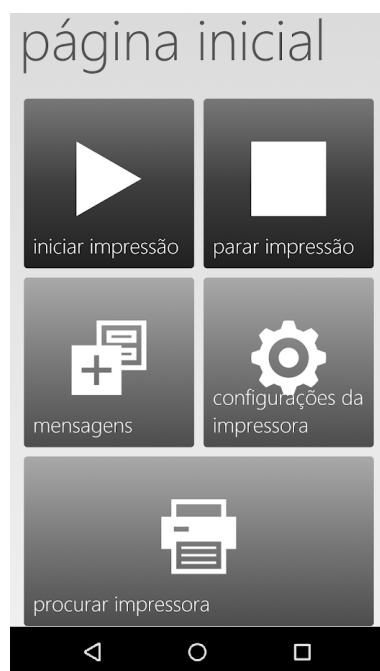 página inicial
iniciar impressão
parar impressão
mensagens
configurações da
impressora
procurar impressora